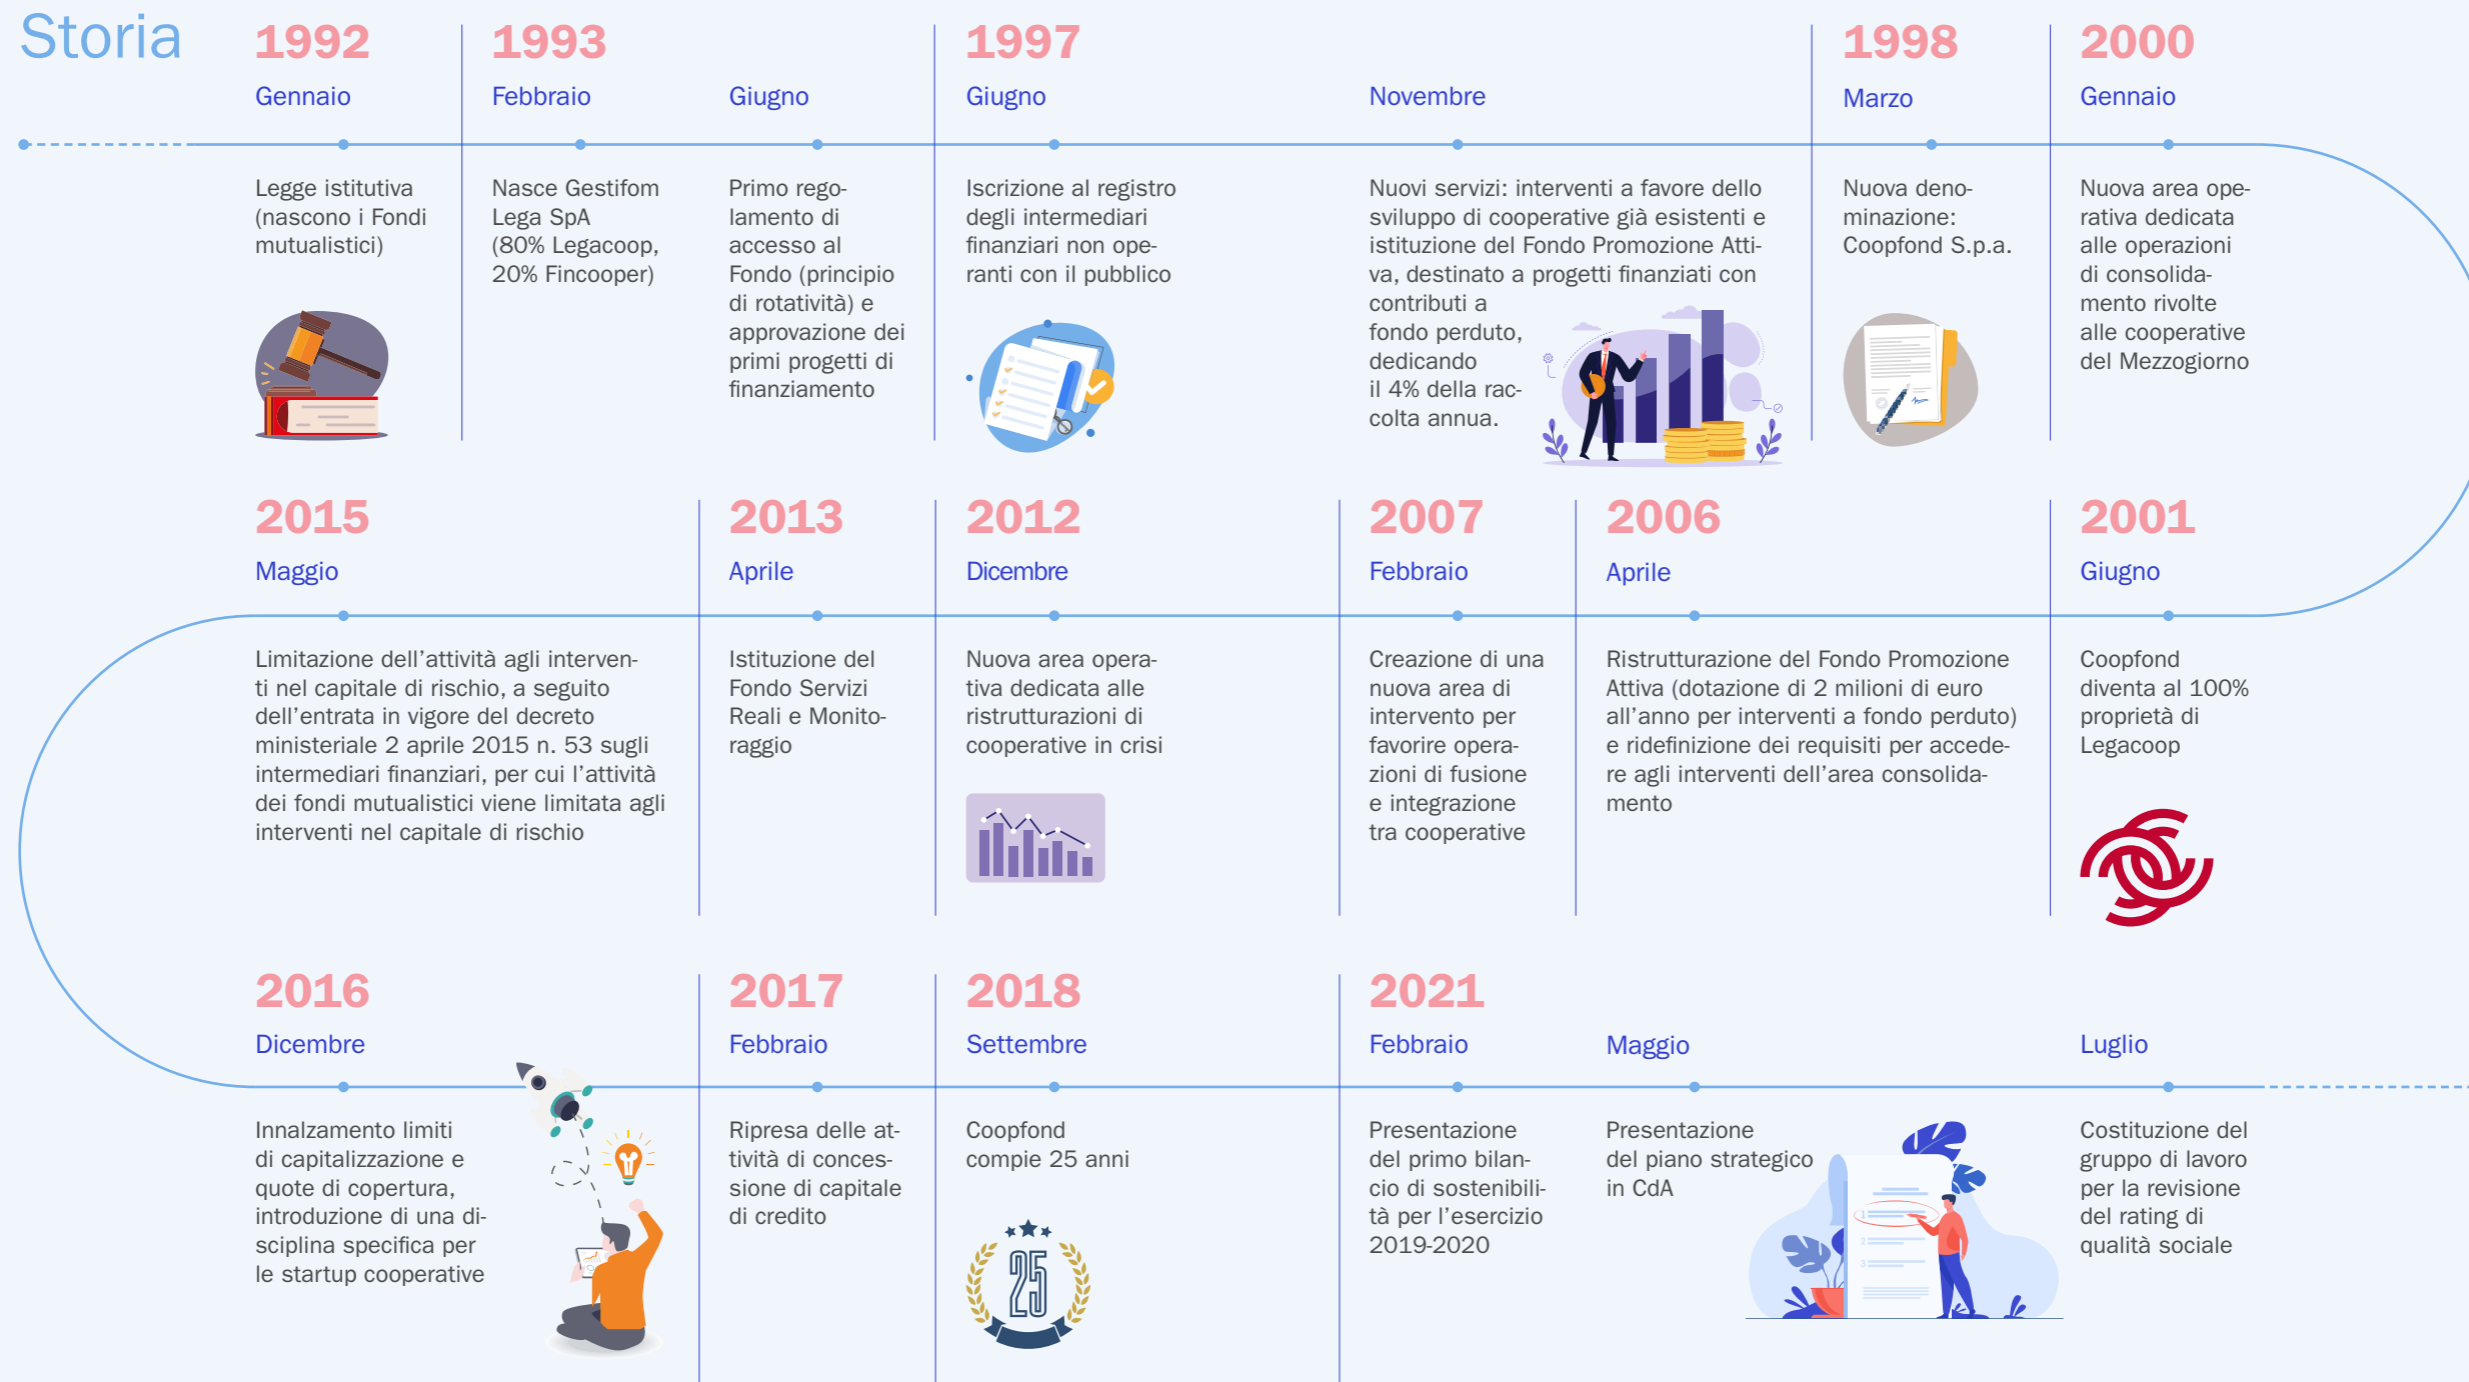 Storia
1992
Gennaio
Legge istitutiva
(nascono i Fondi
mutualistici)
1993
Febbraio
Nasce Gestifom
Lega SpA
(80% Legacoop,
20% Fincooper)
Giugno
Primo rego-
lamento di
accesso al
Fondo (principio
di rotatività) e
approvazione dei
primi progetti di
finanziamento
1997
Giugno
Iscrizione al registro
degli intermediari
finanziari non ope-
ranti con il pubblico
Novembre
Nuovi servizi: interventi a favore dello
sviluppo di cooperative già esistenti e
istituzione del Fondo Promozione Atti-
va, destinato a progetti finanziati con
contributi a
fondo perduto,
dedicando
il 4% della rac-
colta annua.
1998
Marzo
Nuova deno-
minazione:
Coopfond S.p.a.
2000
Gennaio
Nuova area ope-
rativa dedicata
alle operazioni
di consolida-
mento rivolte
alle cooperative
del Mezzogiorno
2001
Giugno
Coopfond
diventa al 100%
proprietà di
Legacoop
2006
Aprile
Ristrutturazione del Fondo Promozione
Attiva (dotazione di 2 milioni di euro
all'anno per interventi a fondo perduto)
e ridefinizione dei requisiti per accede-
re agli interventi dell'area consolida-
mento
2007
Febbraio
Creazione di una
nuova area di
intervento per
favorire opera-
zioni di fusione
e integrazione
tra cooperative
2012
Dicembre
Nuova area opera-
tiva dedicata alle
ristrutturazioni di
cooperative in crisi
2013
Aprile
Istituzione del
Fondo Servizi
Reali e Monito-
raggio
2015
Maggio
Limitazione dell'attività agli interven-
ti nel capitale di rischio, a seguito
dell'entrata in vigore del decreto
ministeriale 2 aprile 2015 n. 53 sugli
intermediari finanziari, per cui l'attività
dei fondi mutualistici viene limitata agli
interventi nel capitale di rischio
2016
Dicembre
Innalzamento limiti
di capitalizzazione e
quote di copertura,
introduzione di una di-
sciplina specifica per
le startup cooperative
2017
Febbraio
Ripresa delle at-
tività di conces-
sione di capitale
di credito
2018
Settembre
Coopfond
compie 25 anni
25
2021
Febbraio
Presentazione
del primo bilan-
cio di sostenibili-
tà per l'esercizio
2019-2020
Maggio
Presentazione
del piano strategico
in CdA
1
2
3
Luglio
Costituzione del
gruppo di lavoro
per la revisione
del rating di
qualità sociale